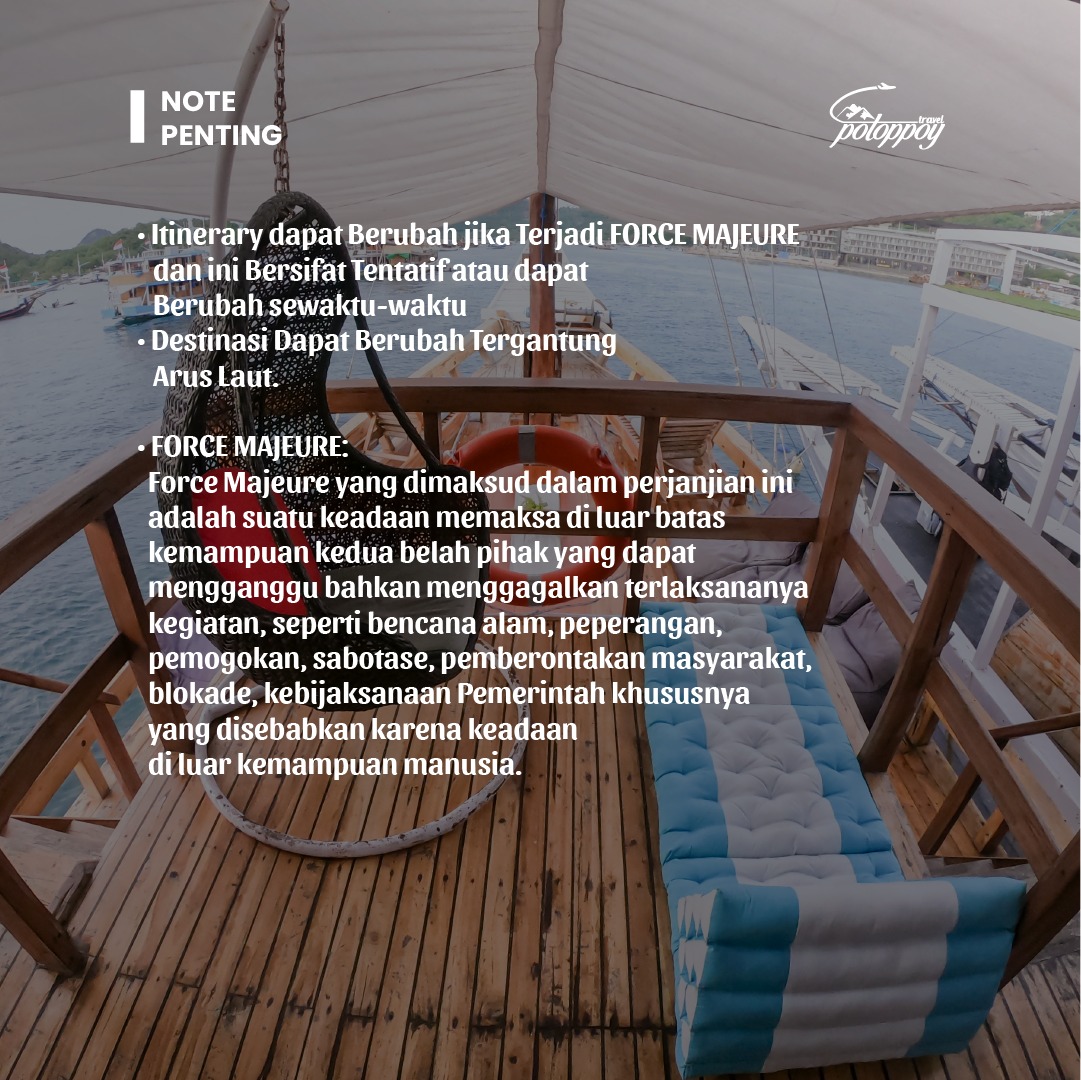 NOTE
PENTING
travel
potoppoy
• Itinerary dapat Berubah jika Terjadi FORCE MAJEURE
dan ini Bersifat Tentatif atau dapat
Berubah sewaktu-waktu
• Destinasi Dapat Berubah Tergantung
Arus Laut.
• FORCE MAJEURE:
Force Majeure yang dimaksud dalam perjanjian ini
adalah suatu keadaan memaksa di luar batas
kemampuan kedua belah pihak yang dapat
mengganggu bahkan menggagalkan terlaksananya
kegiatan, seperti bencana alam, peperangan,
pemogokan, sabotase, pemberontakan masyarakat,
blokade, kebijaksanaan Pemerintah khususnya
yang disebabkan karena keadaan
di luar kemampuan manusia.